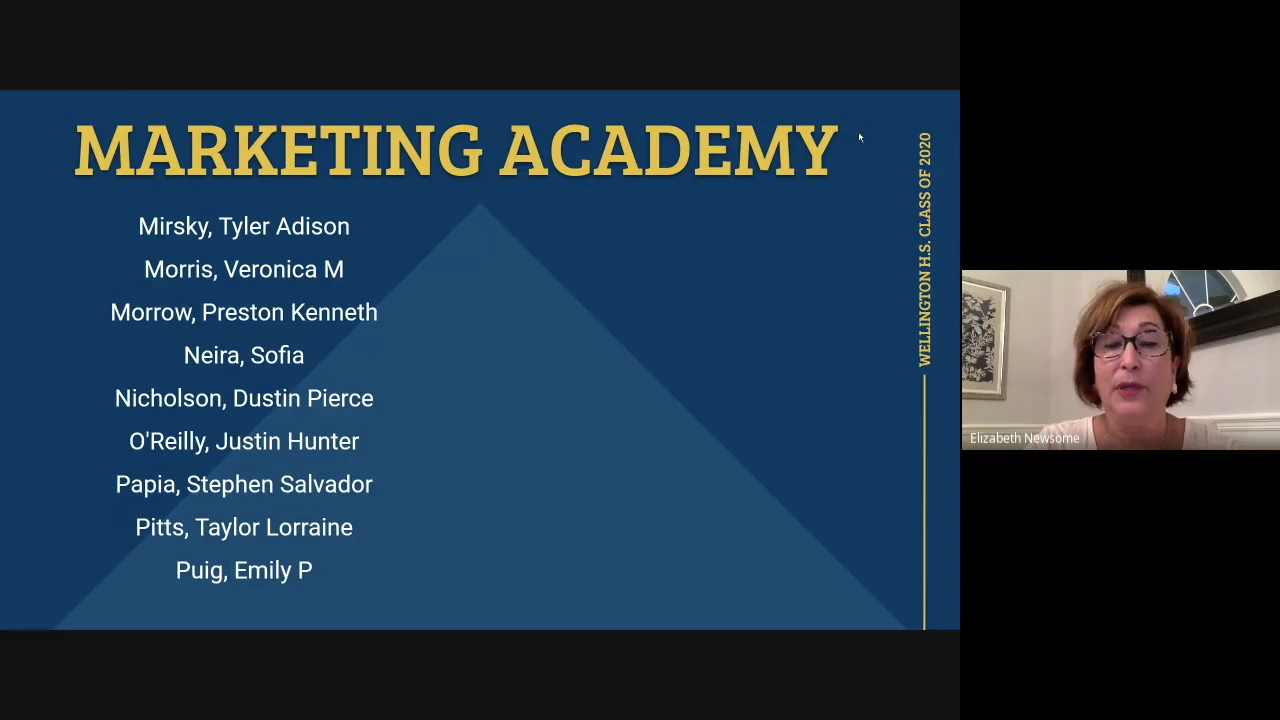 MARKETING ACADEMY
Mirsky, Tyler Adison
Morris, Veronica M
Morrow, Preston Kenneth
Neira, Sofia
Nicholson, Dustin Pierce
O'Reilly, Justin Hunter
Papia, Stephen Salvador
Pitts, Taylor Lorraine
Puig, Emily P
WELLINGTON H.S. CLASS OF 2020
Elizabeth Newsome